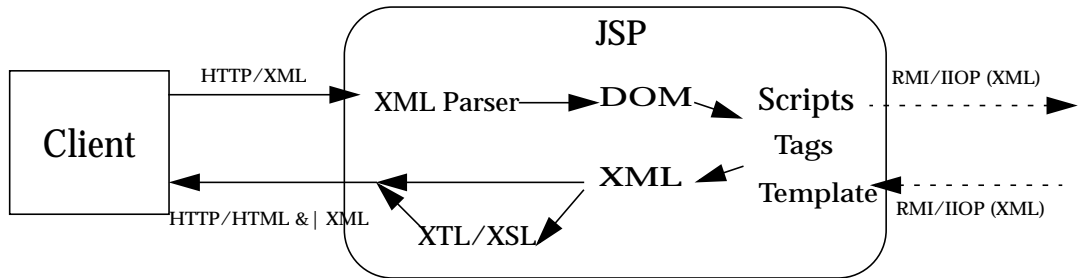 JSP
HTTP/XML
RMI/IIOP (XML)
XML Parser
DOM
Scripts
Client
Tags
XML
Template
HTTP/HTML & | XML
XTL/XSL
RMI/IIOP (XML)